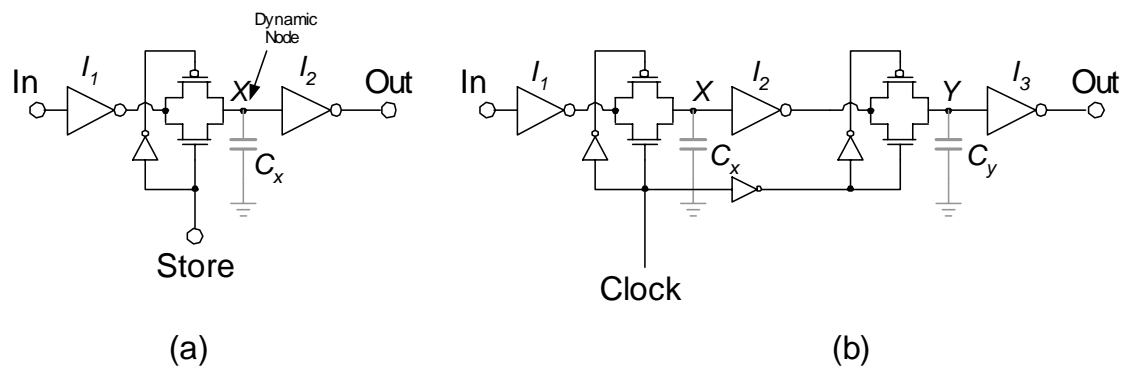 Dynamic
Node
In
I1
X
I2
Out
Cx
Store
(a)
In
I1
X
I2
Y
I3
Out
Cx
Cy
Clock
(b)